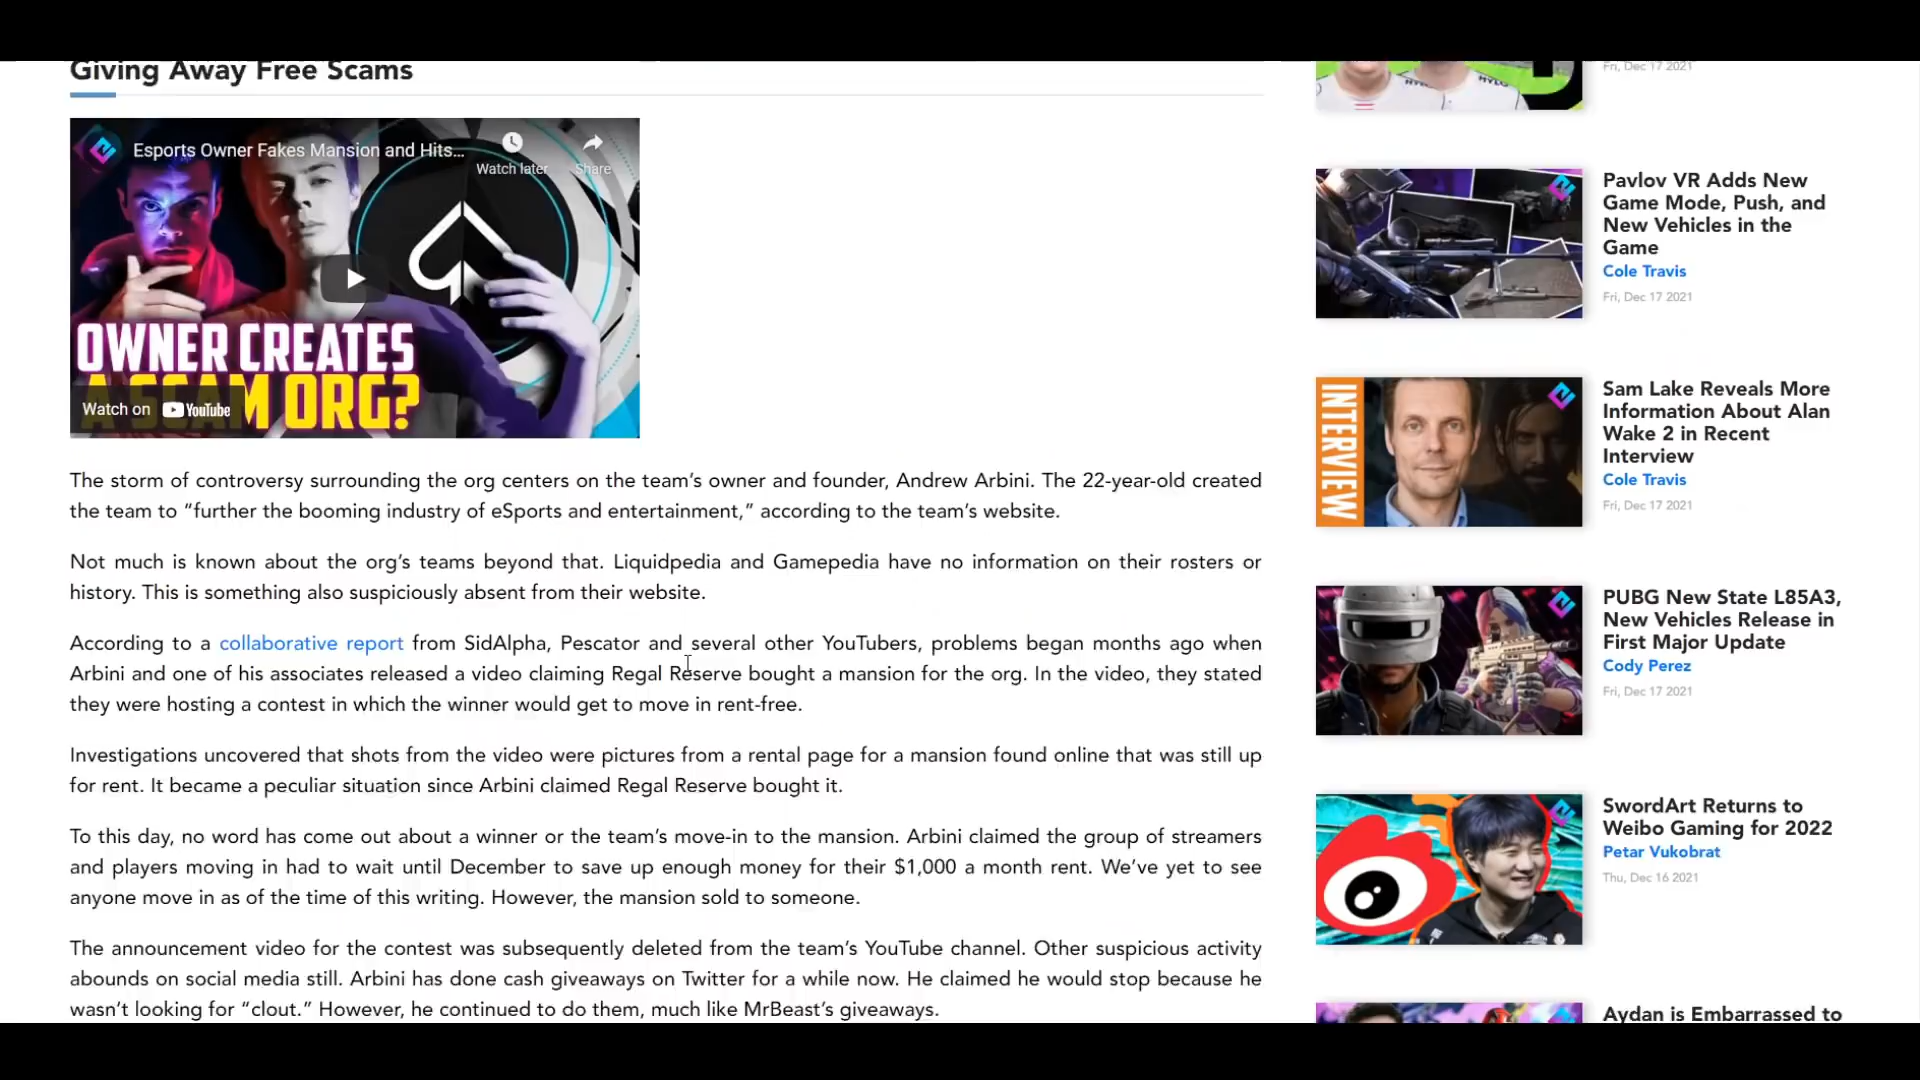 Giving Away Free Scams
Esports Owner Fakes Mansion and Hits...
Watch later
Share
OWNER CREATES
A SCAM ORG?
Watch on YouTube
The storm of controversy surrounding the org centers on the team’s owner and founder, Andrew Arbini. The 22-year-old created
the team to “further the booming industry of eSports and entertainment,” according to the team’s website.
Not much is known about the org’s teams beyond that. Liquidpedia and Gamepedia have no information on their rosters or
history. This is something also suspiciously absent from their website.
According to a collaborative report from SidAlpha, Pescator and several other YouTubers, problems began months ago when
Arbini and one of his associates released a video claiming Regal Reserve bought a mansion for the org. In the video, they stated
they were hosting a contest in which the winner would get to move in rent-free.
Investigations uncovered that shots from the video were pictures from a rental page for a mansion found online that was still up
for rent. It became a peculiar situation since Arbini claimed Regal Reserve bought it.
To this day, no word has come out about a winner or the team’s move-in to the mansion. Arbini claimed the group of streamers
and players moving in had to wait until December to save up enough money for their $1,000 a month rent. We’ve yet to see
anyone move in as of the time of this writing. However, the mansion sold to someone.
The announcement video for the contest was subsequently deleted from the team’s YouTube channel. Other suspicious activity
abounds on social media still. Arbini has done cash giveaways on Twitter for a while now. He claimed he would stop because he
wasn’t looking for “clout.” However, he continued to do them, much like MrBeast’s giveaways.
Fri, Dec 17 2021
Pavlov VR Adds New
Game Mode, Push, and
New Vehicles in the
Game
Cole Travis
Fri, Dec 17 2021
INTERVIEW
Sam Lake Reveals More
Information About Alan
Wake 2 in Recent
Interview
Cole Travis
Fri, Dec 17 2021
PUBG New State L85A3,
New Vehicles Release in
First Major Update
Cody Perez
Fri, Dec 17 2021
SwordArt Returns to
Weibo Gaming for 2022
Petar Vukobrat
Thu, Dec 16 2021
Aydan is Embarrassed to